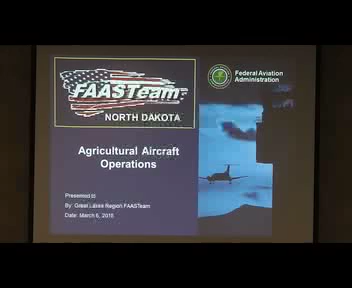 FAASTeam
NORTH DAKOTA
Federal Aviation
Administration
Agricultural Aircraft
Operations
Presented to
By: Great Lakes Region FAASTeam
Date: March 6, 2018